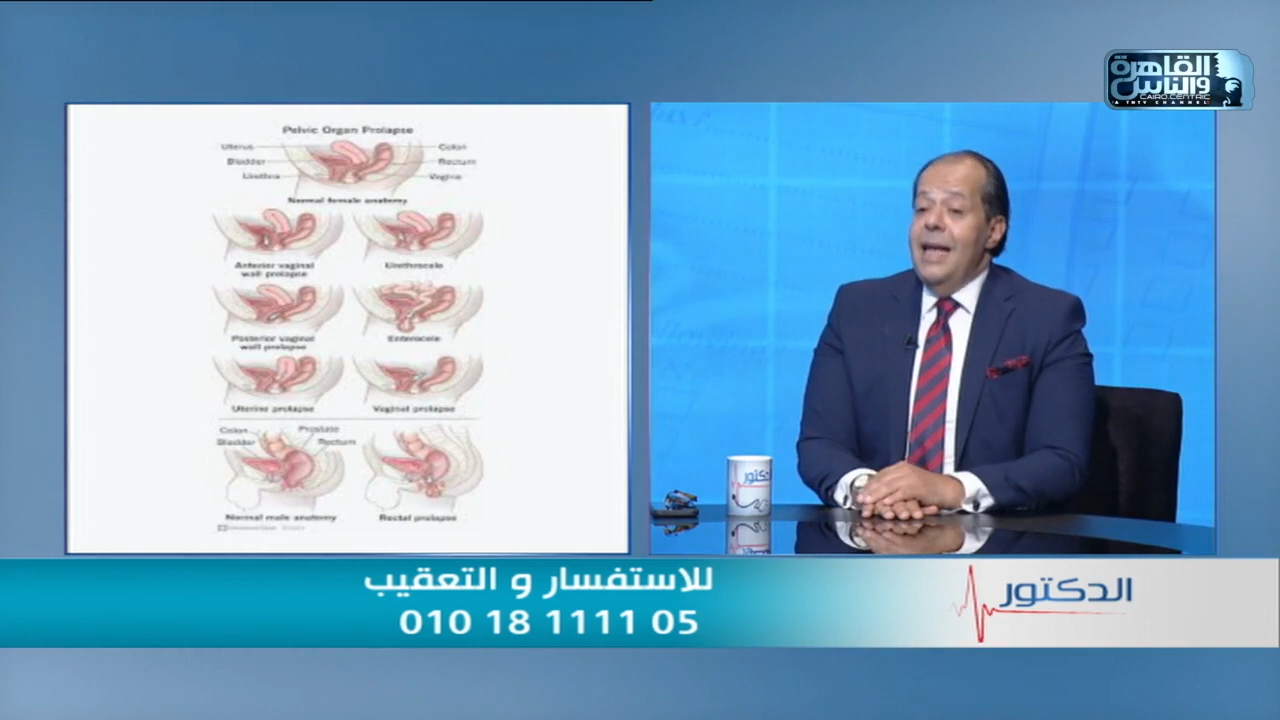 القاهرة
والناس
CAIRO.CENTRIC
A TNTV CHANNEL
Pelvic Organ Prolapse
Uterus
Colon
Bladder
Rectum
Urethra
Vagina
Normal female anatomy
Anterior vaginal
wall prolapse
Urethrocele
Posterior vaginal
wall prolapse
Enterocele
Uterine prolapse
Vaginal prolapse
Colon
Prostate
Bladder
Rectum
Normal male anatomy
Rectal prolapse
الدكتور
للاستفسار و التعقيب
010 18 1111 05
الدكتور